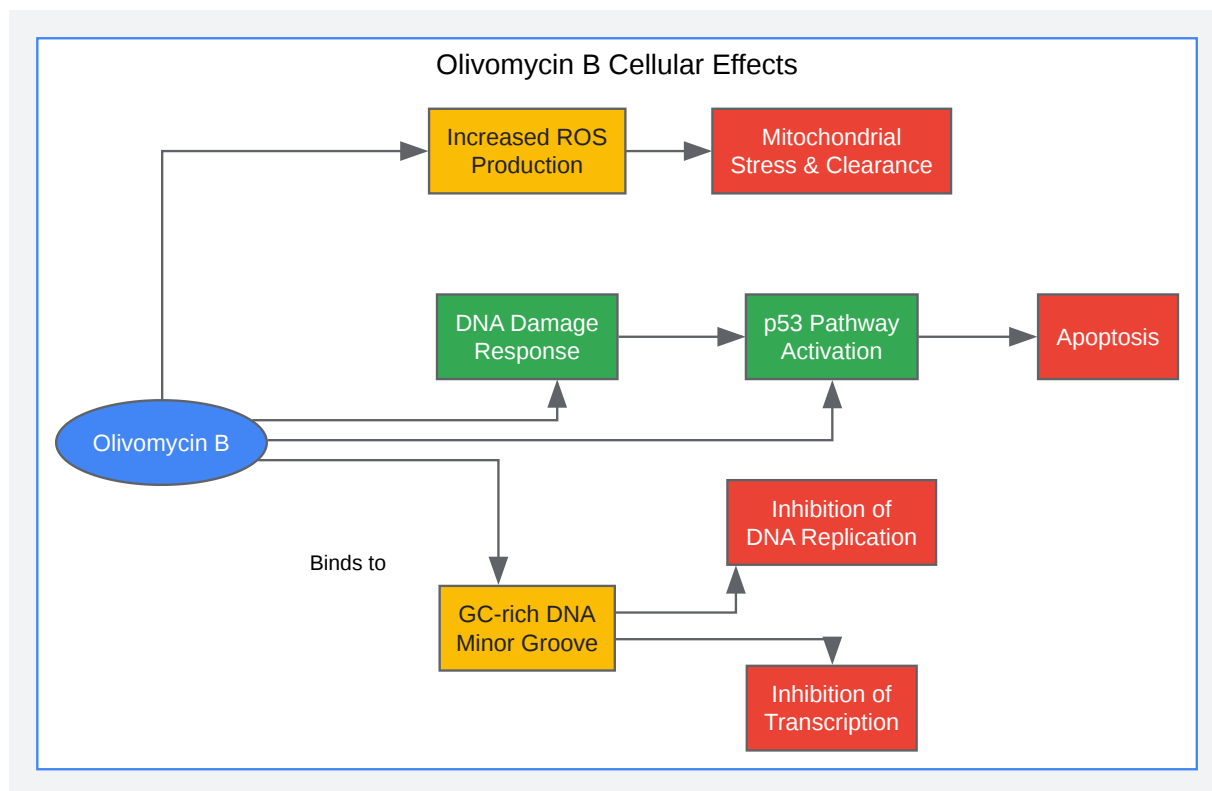 Olivomycin B Cellular Effects
Increased ROS
Production
Mitochondrial
Stress & Clearance
DNA Damage
Response
p53 Pathway
Activation
Apoptosis
Olivomycin B
Inhibition of
DNA Replication
Binds to
GC-rich DNA
Minor Groove
Inhibition of
Transcription